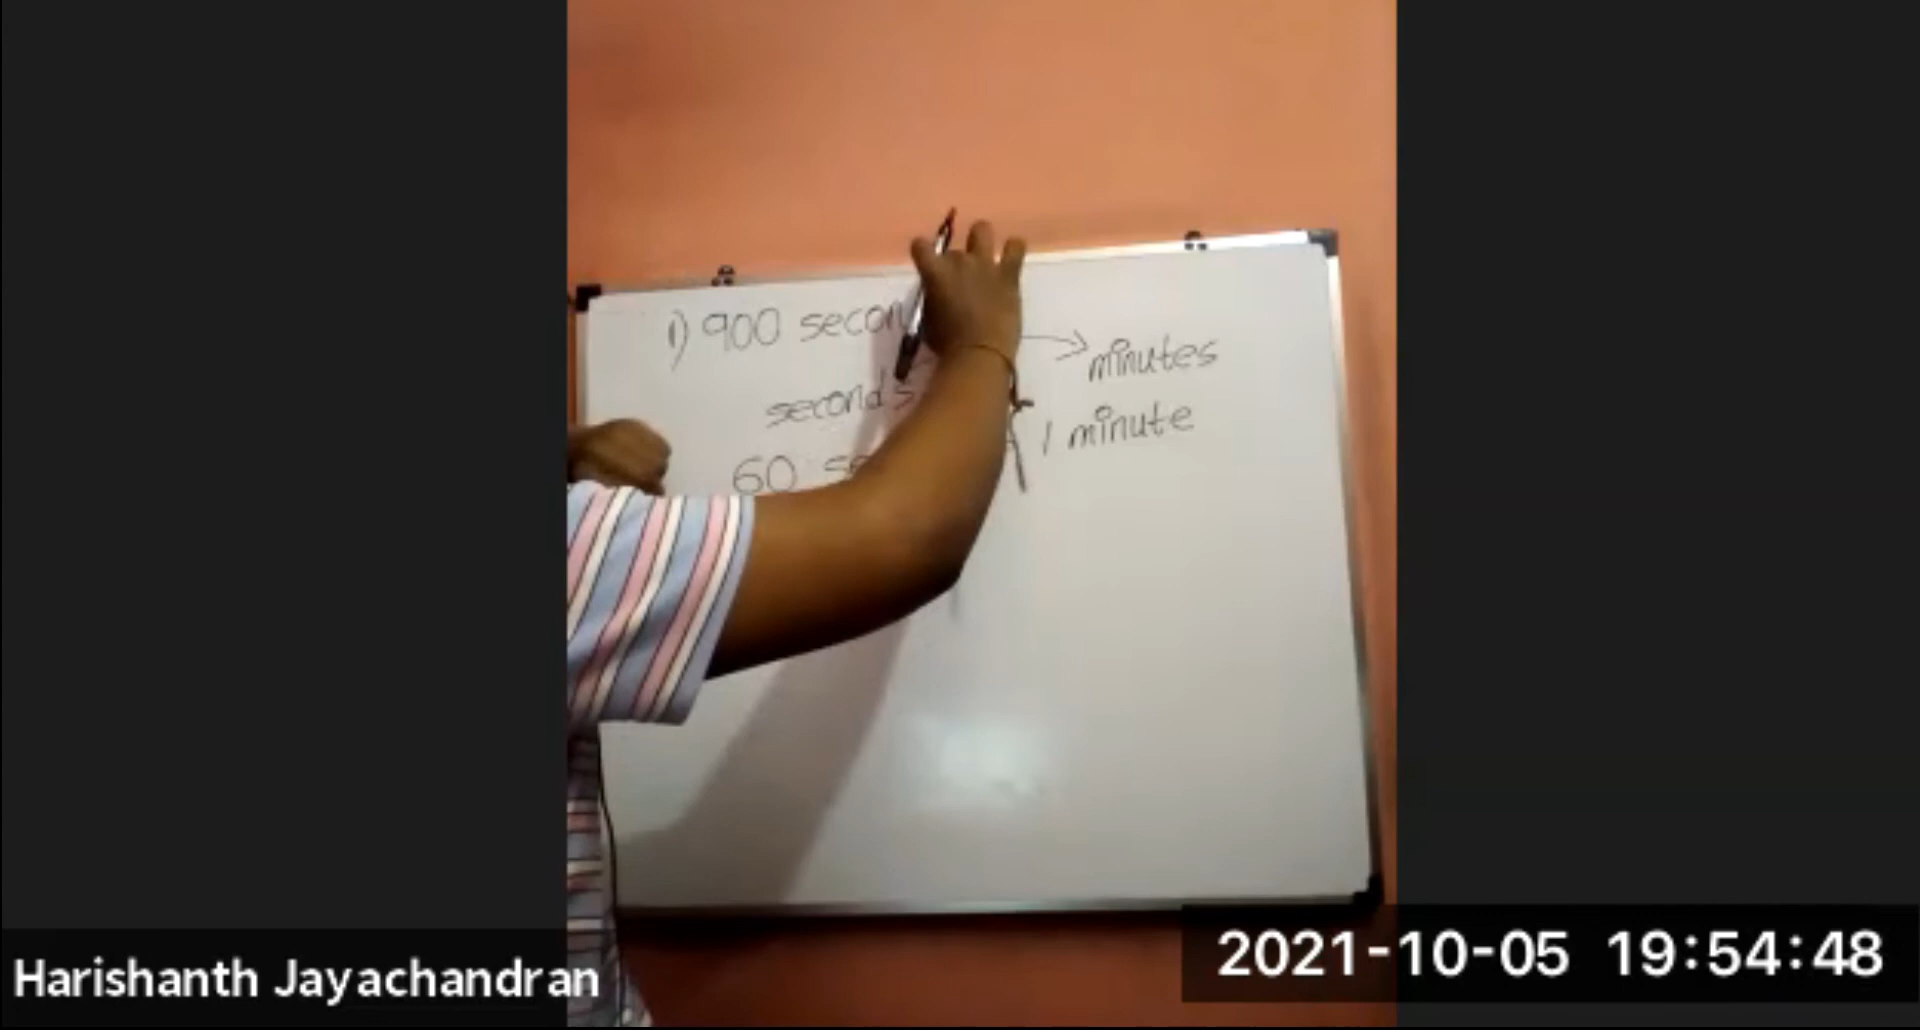 1) 900 secon
minutes
seconds
1 minute
60 se
Harishanth Jayachandran
2021-10-05 19:54:48